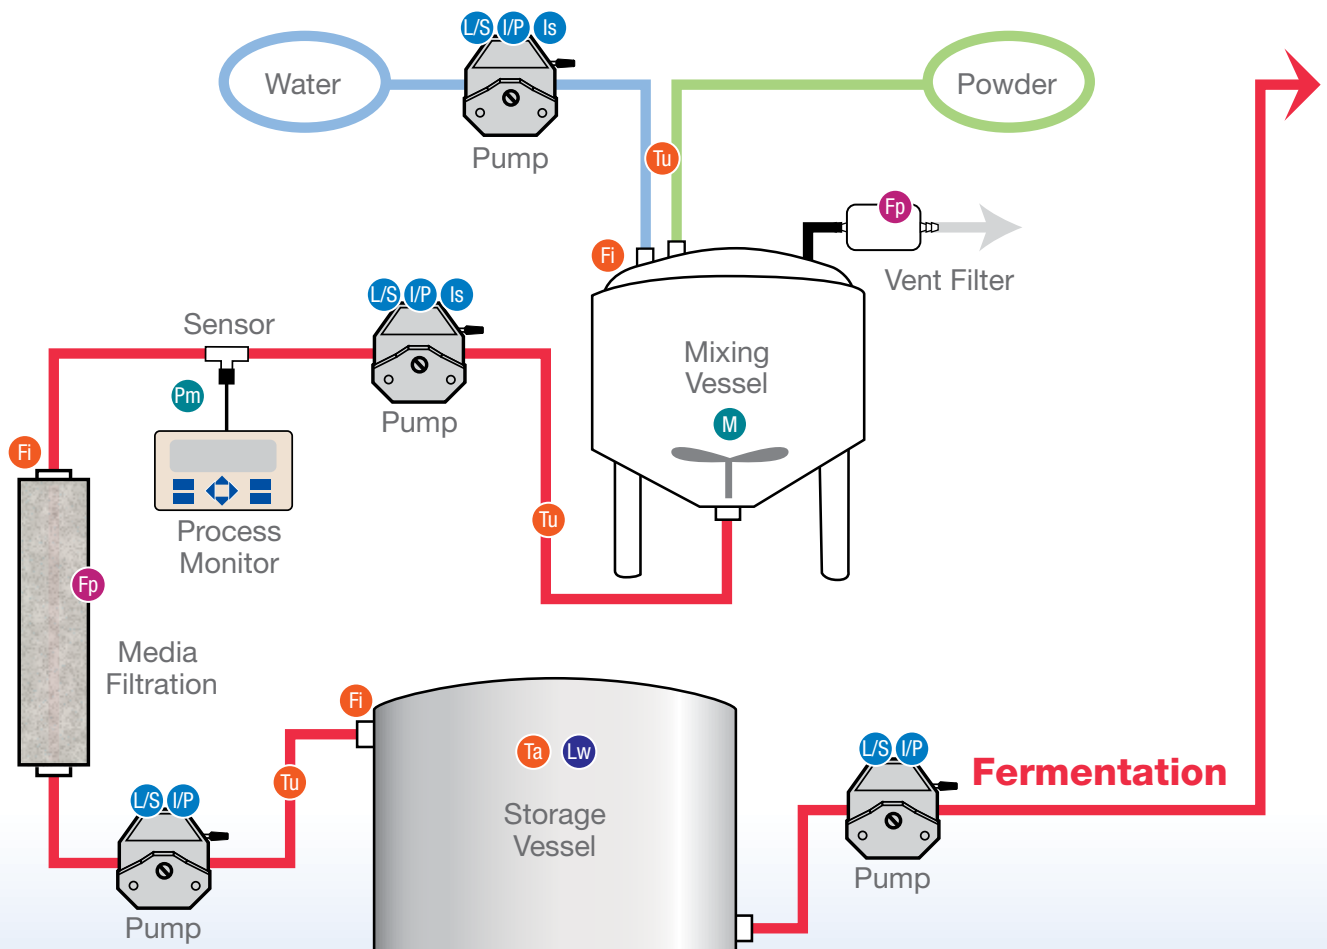 L/S I/P Is
Water
Powder
Pump
Tu
Fp
Fi
Vent Filter
L/S I/P Is
Sensor
Mixing
Vessel
Pm
Pump
M
Fi
Tu
Process
Monitor
Fp
Media
Filtration
Fi
Ta Lw
L/S I/P
Fermentation
Tu
L/S I/P
Storage
Vessel
Pump
Pump